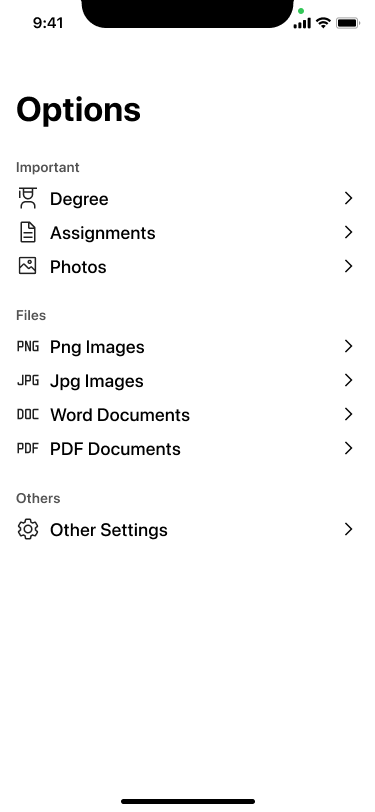 9:41
Options
Important
Degree
Assignments
Photos
Files
PNG Png Images
JPG Jpg Images
DOC Word Documents
PDF PDF Documents
Others
Other Settings